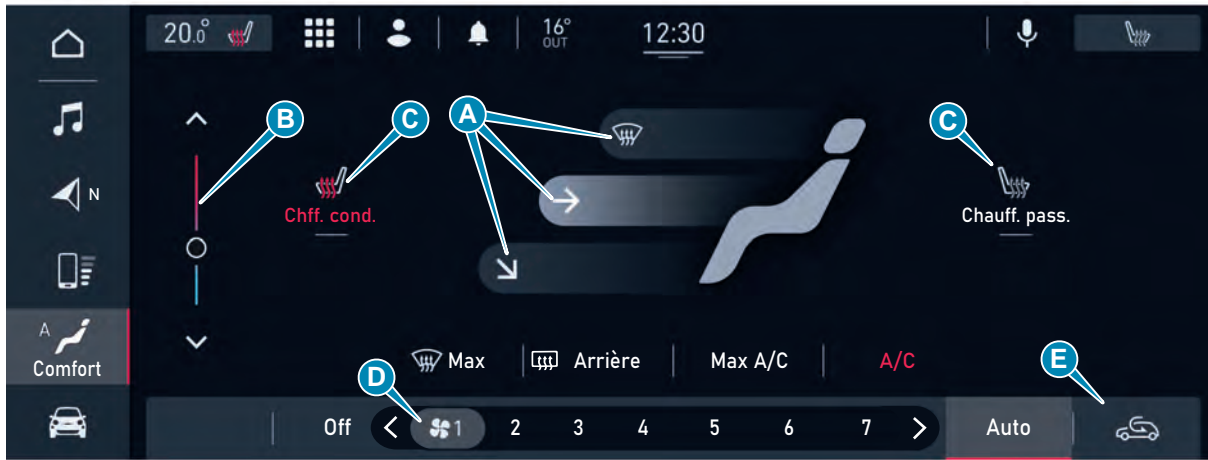 20.0°
16°
OUT
12:30
N
B
C
A
C
Chff. cond.
Chauff. pass.
A
Comfort
Max
Arrière
Max A/C
A/C
D
E
Off
1
2
3
4
5
6
7
Auto